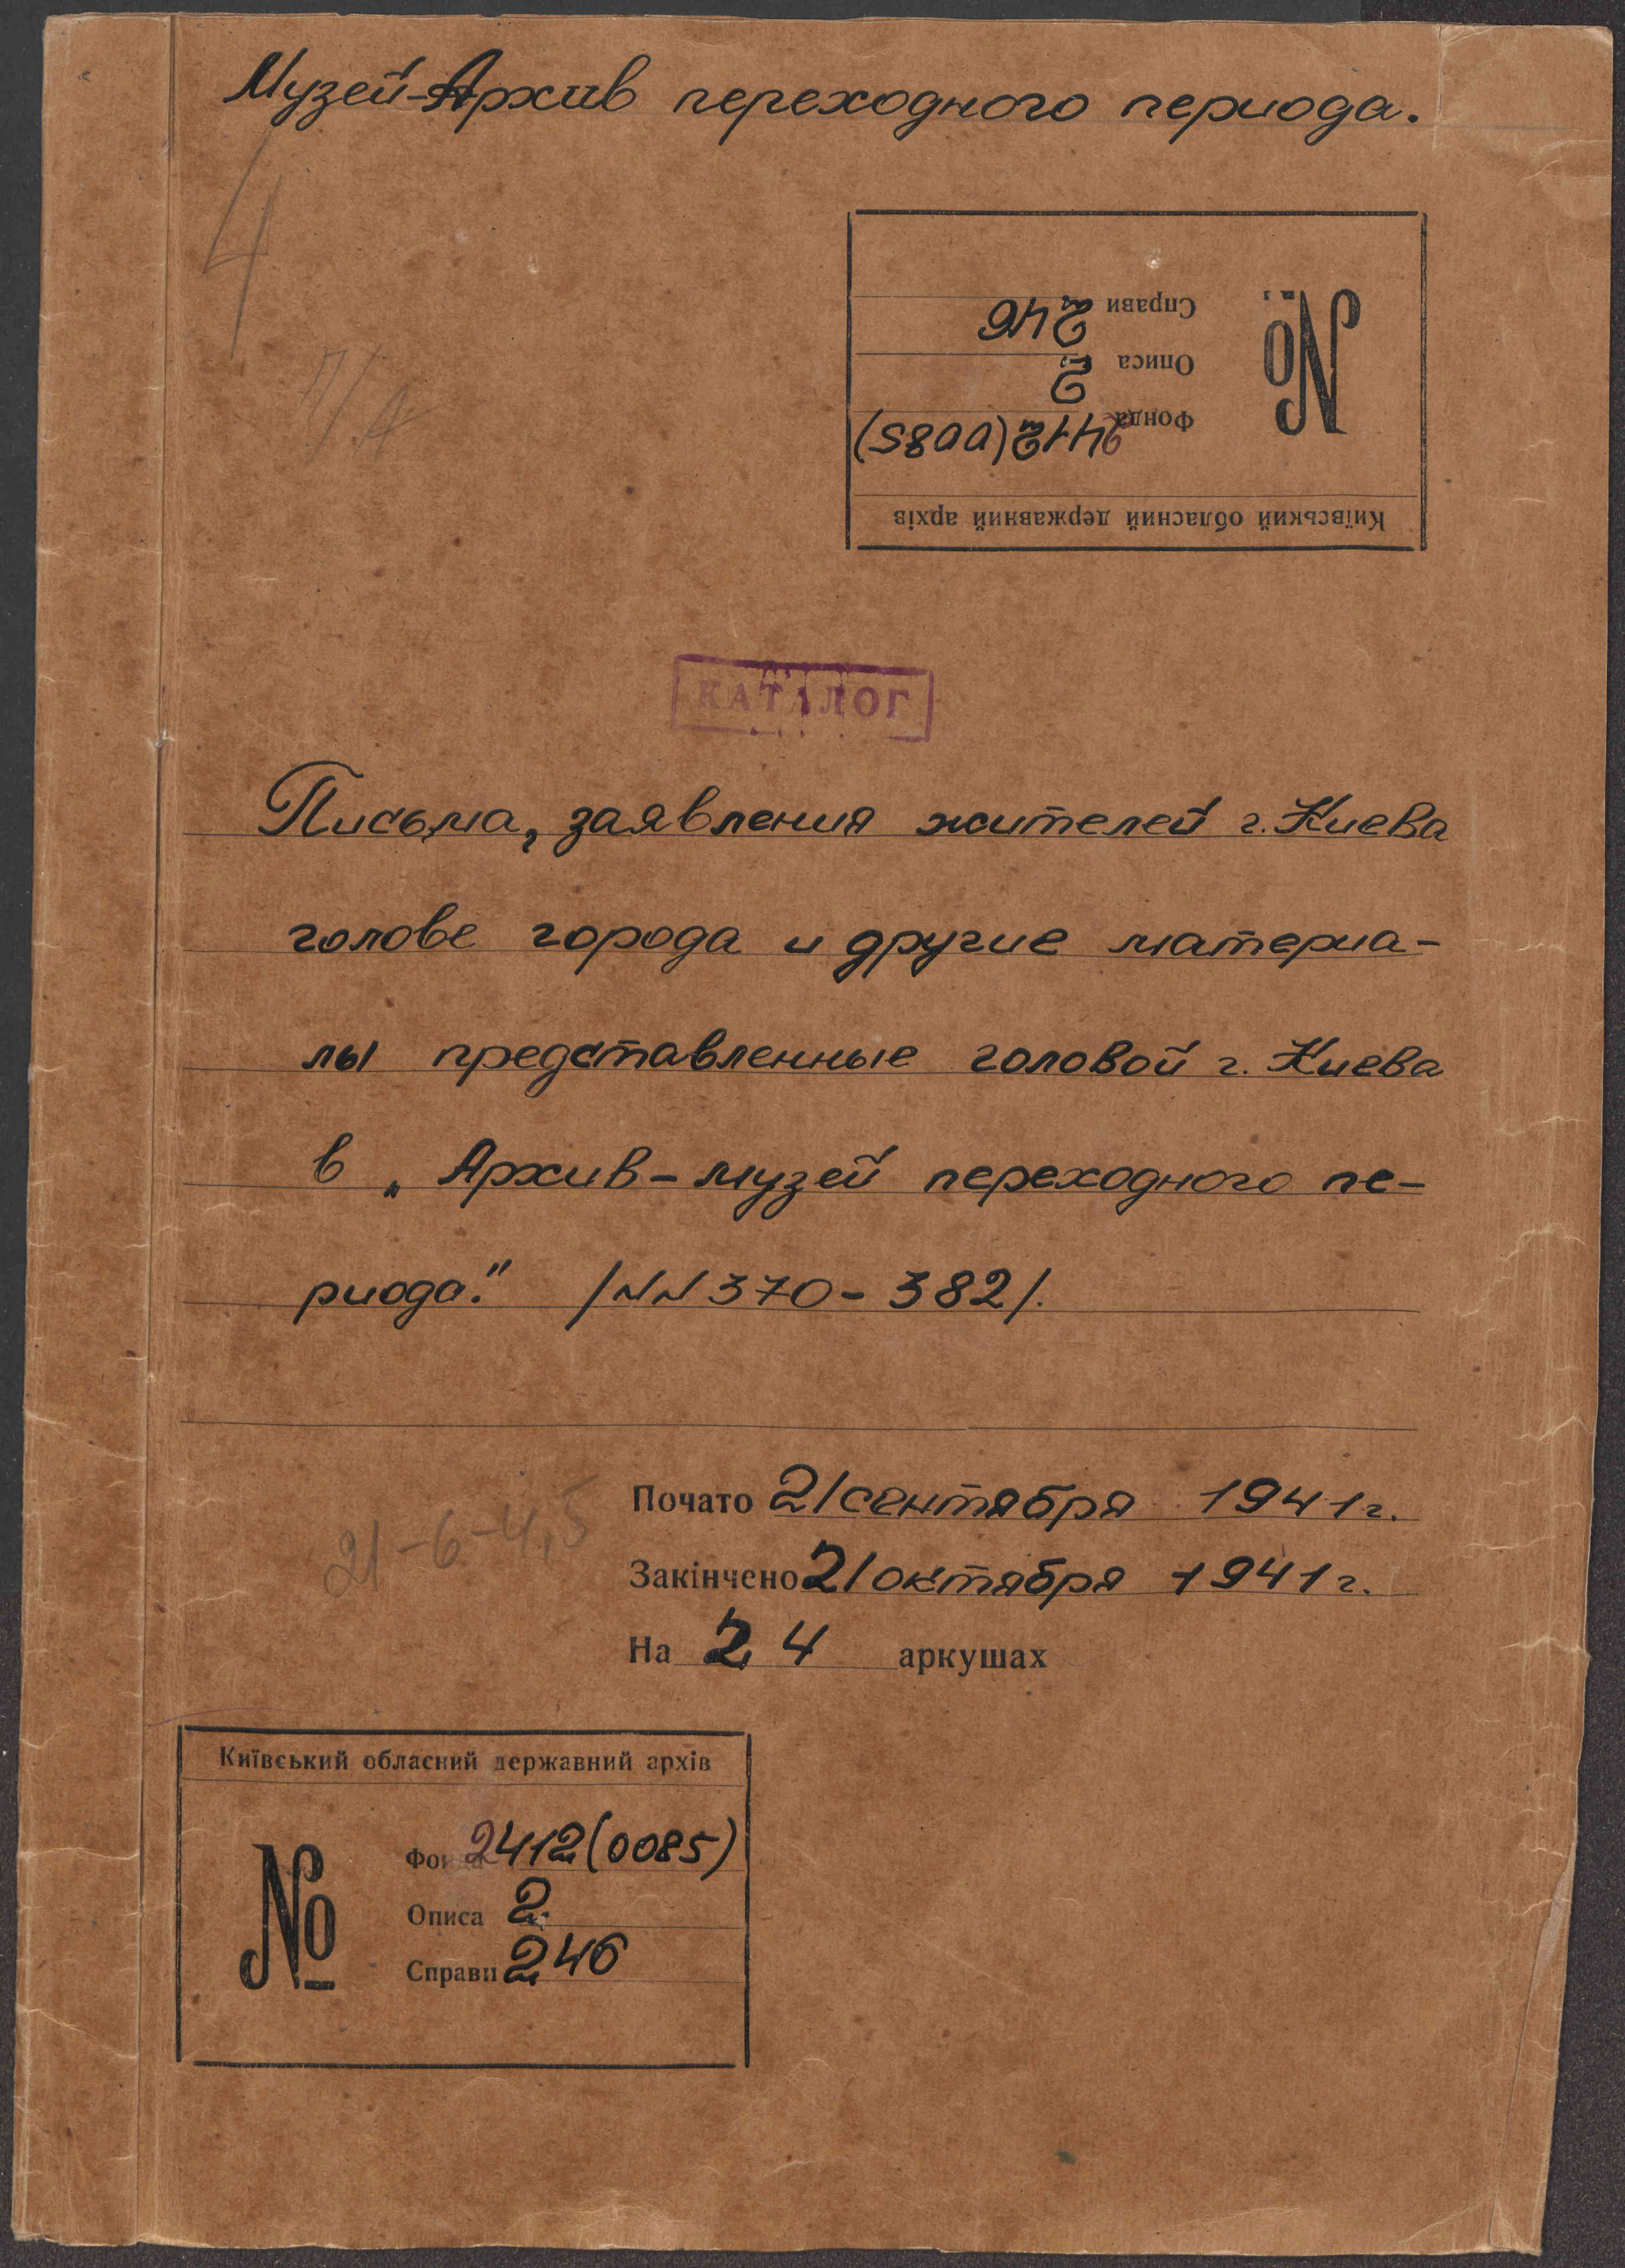 Музей-Архив переходного периода.
4
п/а
Київський обласний державний архів
№
Фонда 2412(0085)
Описа 2
Справи 246
КАТАЛОГ
Письма, заявления жителей г. Киева
голове города и другие материа-
лы представленные головой г. Киева
в „Архив-музей переходного пе-
риода." /NN 370-382/.
Почато 21 сентября 1941 г.
21-6-4,5
Закінчено 21 октября 1941 г.
На 24 аркушах
Київський обласний державний архів
№
Фонда 2412(0085)
Описа 2
Справи 246